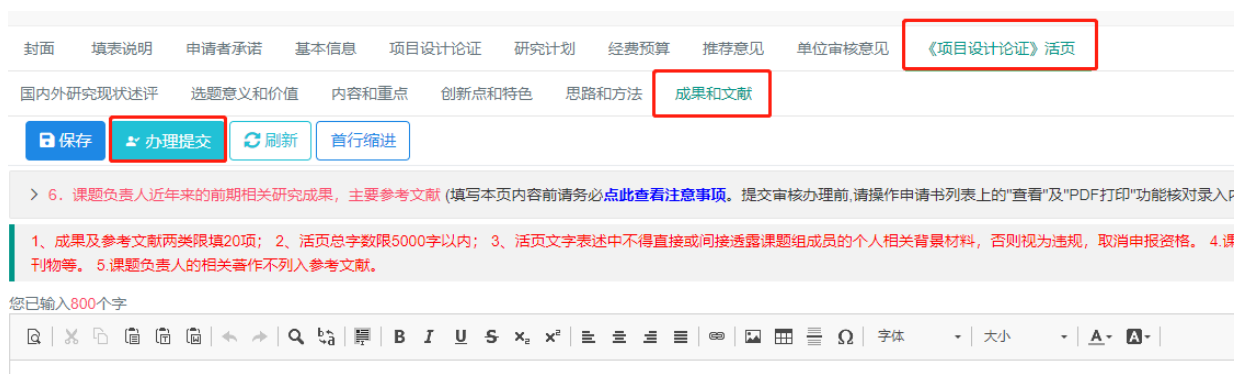 封面 填表说明 申请者承诺 基本信息 项目设计论证 研究计划 经费预算 推荐意见 单位审核意见 《项目设计论证》活页
国内外研究现状述评 选题意义和价值 内容和重点 创新点和特色 思路和方法 成果和文献
保存 办理提交 刷新 首行缩进
> 6. 课题负责人近年来的前期相关研究成果，主要参考文献 (填写本页内容前请务必点此查看注意事项。提交审核办理前,请操作申请书列表上的"查看"及"PDF打印"功能核对录入
1、成果及参考文献两类限填20项； 2、活页总字数限5000字以内； 3、活页文字表述中不得直接或间接透露课题组成员的个人相关背景材料，否则视为违规，取消申报资格。 4.课
刊物等。 5.课题负责人的相关著作不列入参考文献。
您已输入800个字
B I U S x₂ x² Ω 字体 大小 A A